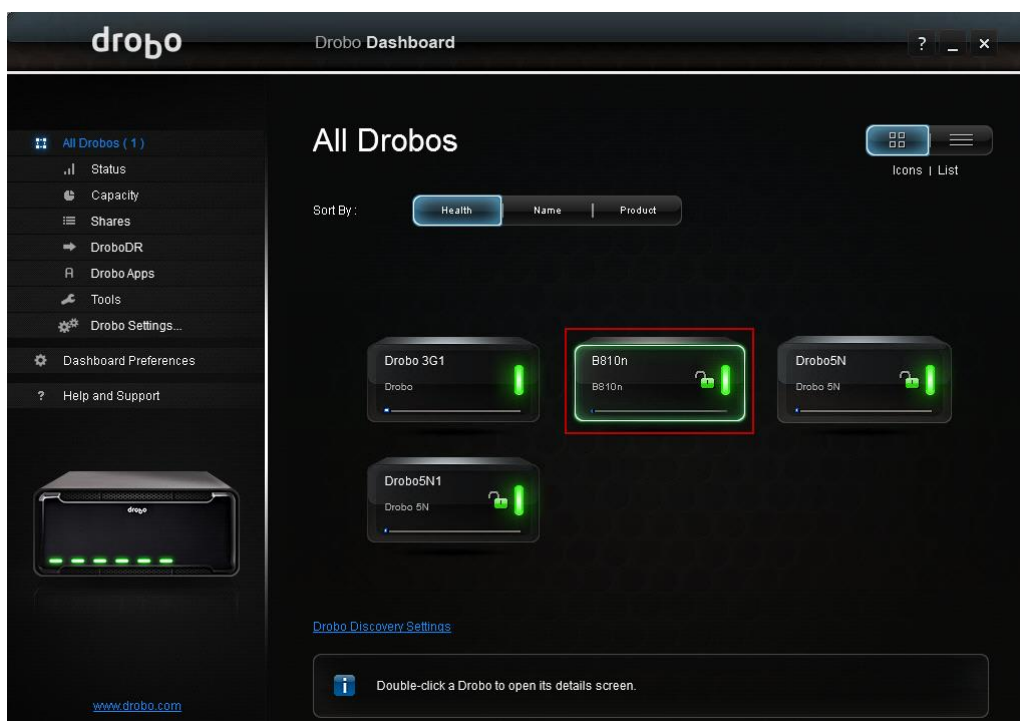 drobo
Drobo Dashboard
? _ ×
All Drobos ( 1 )
Status
Capacity
Shares
DroboDR
Drobo Apps
Tools
Drobo Settings...
Dashboard Preferences
? Help and Support
drobo
www.drobo.com
All Drobos
Icons | List
Sort By :
Health Name | Product
Drobo 3G1
Drobo
B810n
B810n
Drobo5N
Drobo 5N
Drobo5N1
Drobo 5N
Drobo Discovery Settings
i Double-click a Drobo to open its details screen.